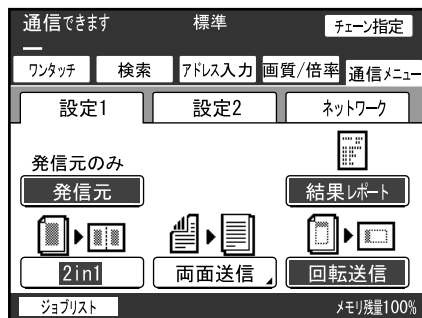 通信できます 標準 チェーン指定
ワンタッチ 検索 アドレス入力 画質/倍率 通信メニュー
設定1 設定2 ネットワーク
発信元のみ
発信元 結果レポート
2in1 両面送信 回転送信
ジョブリスト メモリ残量100%